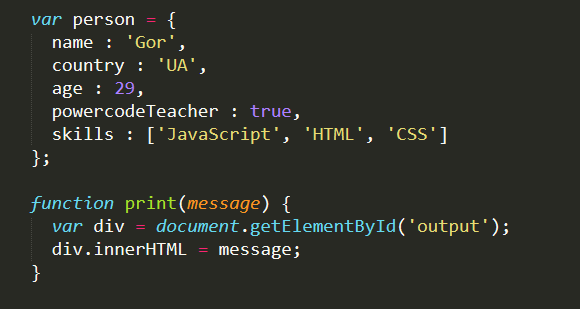 var person = {
  name : 'Gor',
  country : 'UA',
  age : 29,
  powercodeTeacher : true,
  skills : ['JavaScript', 'HTML', 'CSS']
};

function print(message) {
  var div = document.getElementById('output');
  div.innerHTML = message;
}